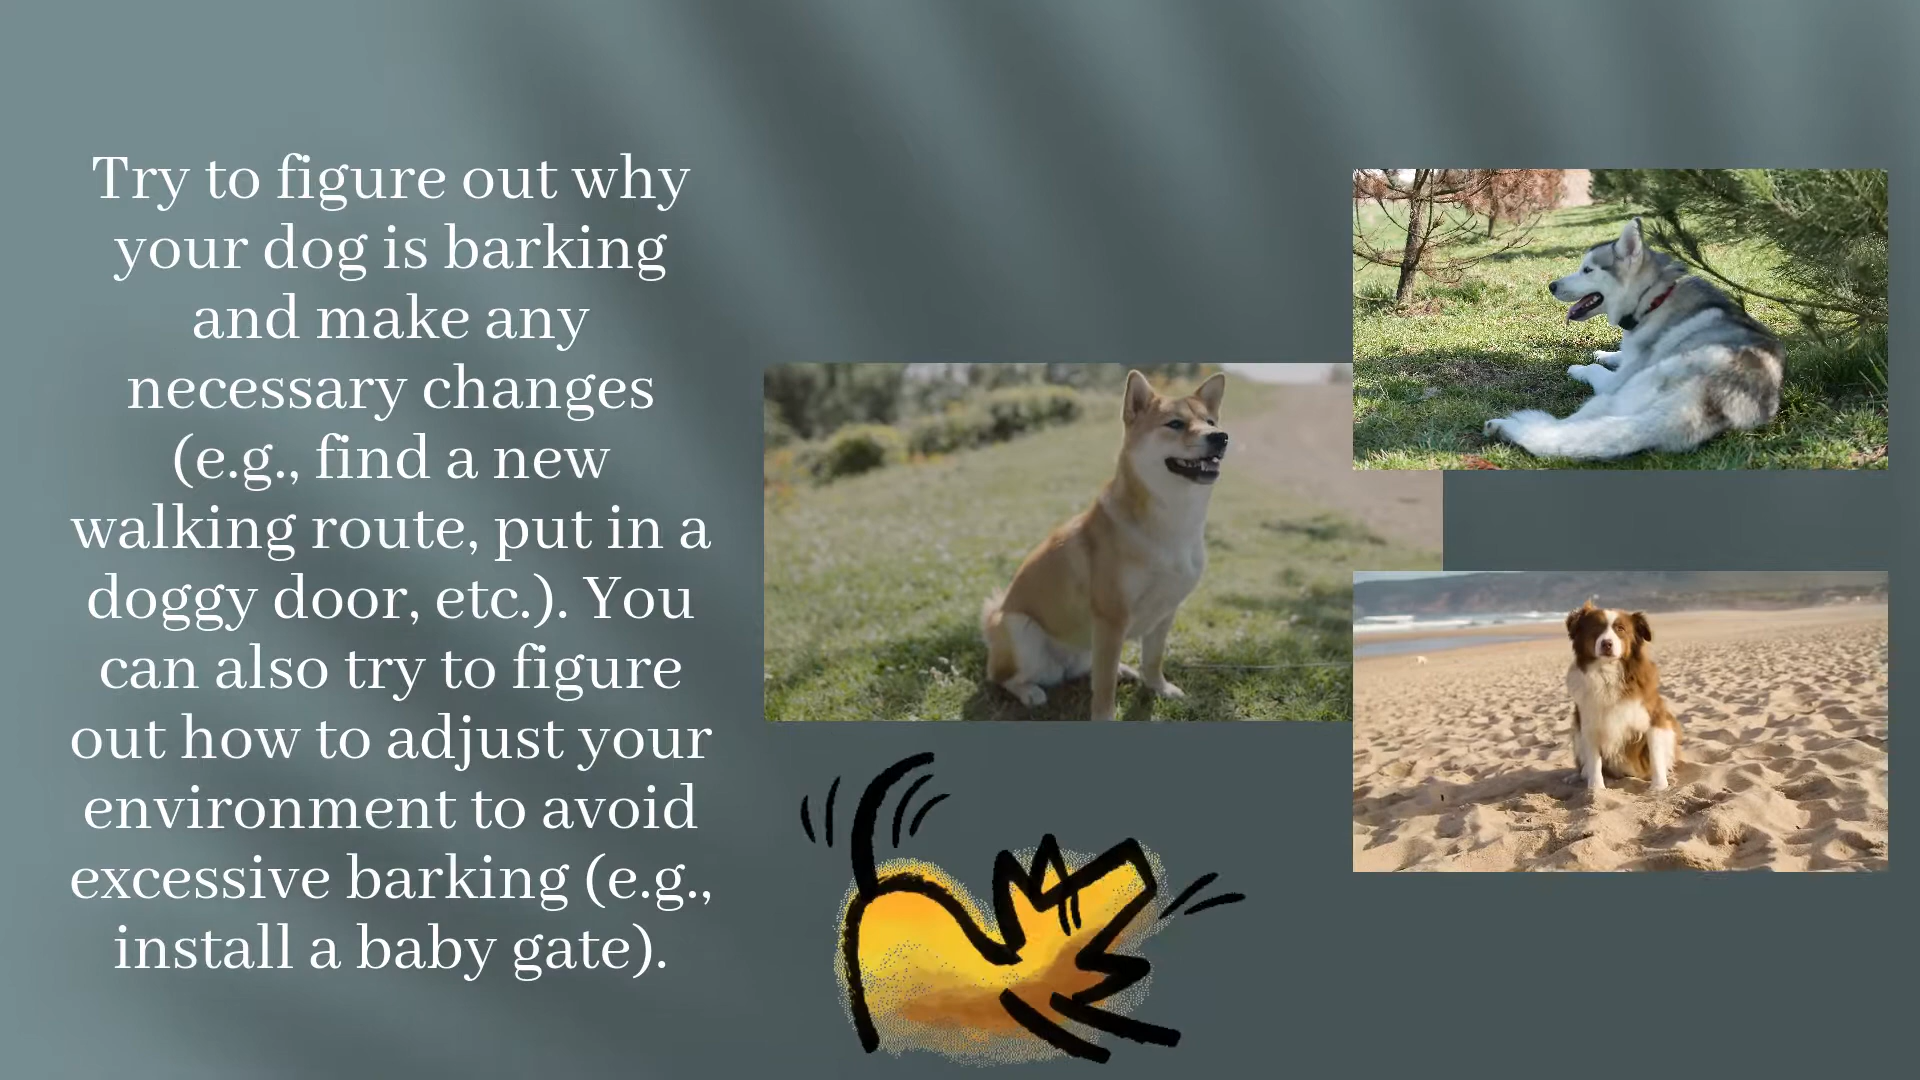 Try to figure out why
your dog is barking
and make any
necessary changes
(e.g., find a new
walking route, put in a
doggy door, etc.). You
can also try to figure
out how to adjust your
environment to avoid
excessive barking (e.g.,
install a baby gate).